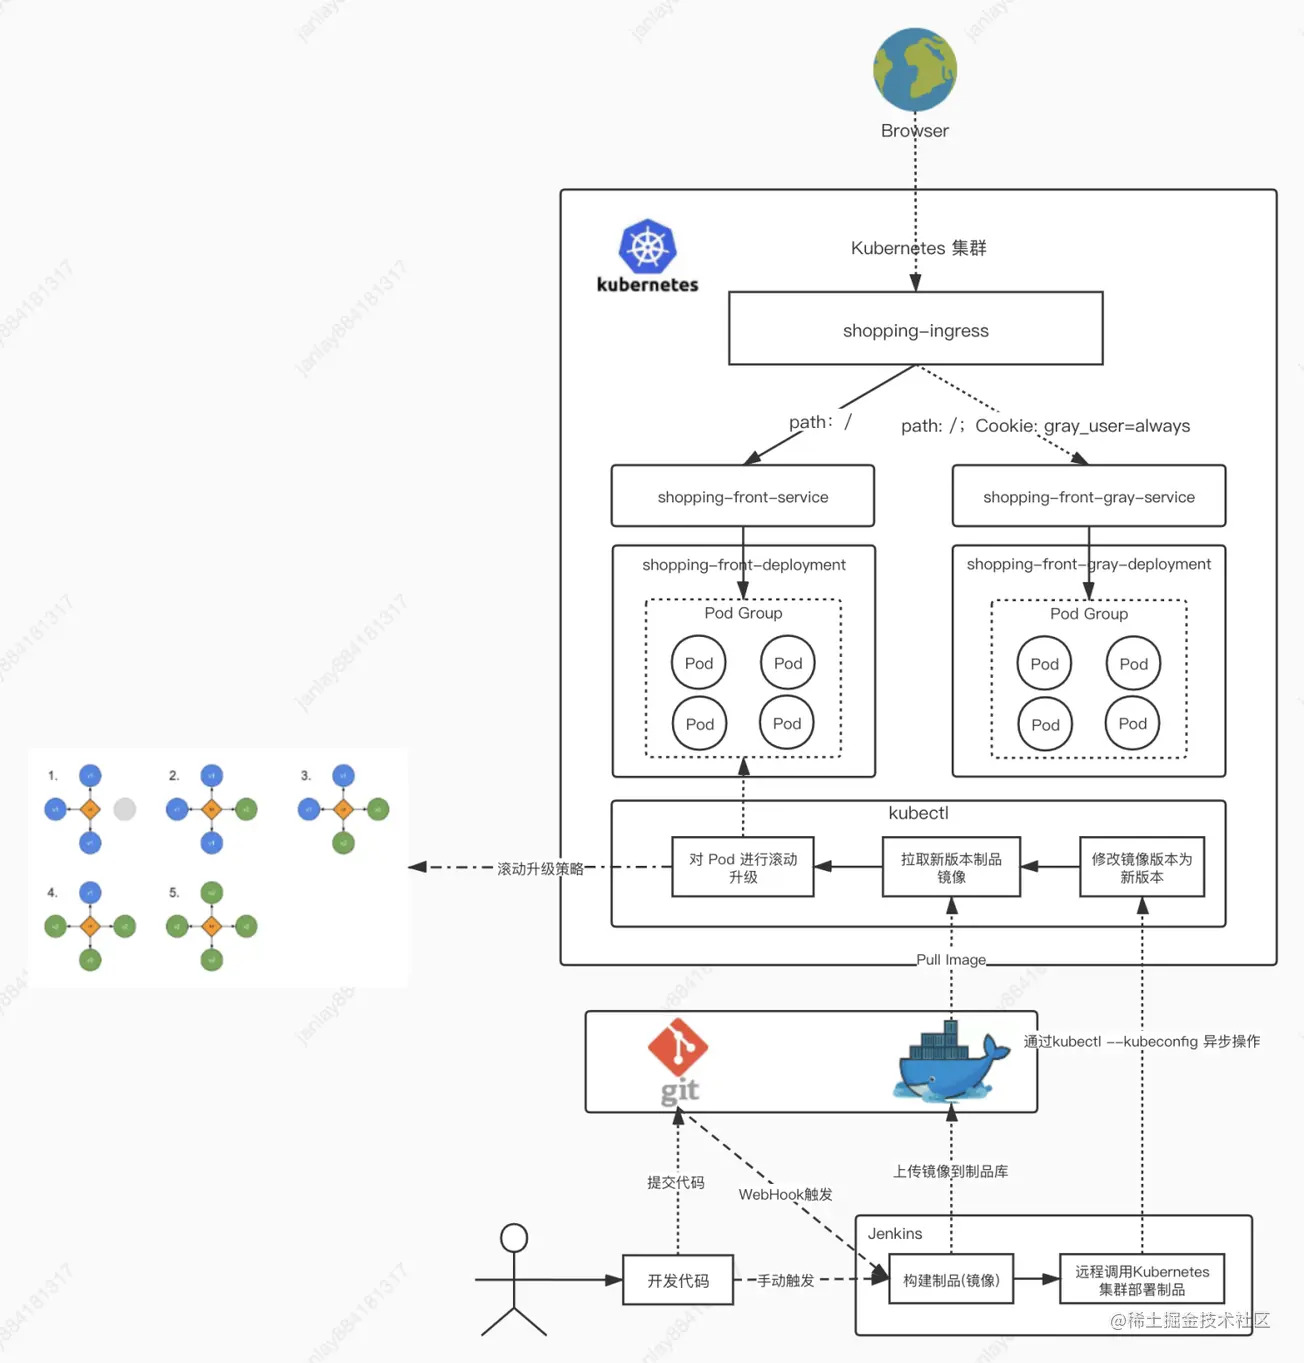 Browser
Kubernetes 集群
kubernetes
shopping-ingress
path: /
path: /; Cookie: gray_user=always
shopping-front-service
shopping-front-gray-service
shopping-front-deployment
shopping-front-gray-deployment
Pod Group
Pod Group
Pod
Pod
Pod
Pod
Pod
Pod
Pod
Pod
kubectl
对 Pod 进行滚动
升级
拉取新版本制品
镜像
修改镜像版本为
新版本
滚动升级策略
1.
2.
3.
4.
5.
Pull Image
git
通过kubectl --kubeconfig 异步操作
提交代码
WebHook触发
上传镜像到制品库
Jenkins
开发代码
手动触发
构建制品(镜像)
远程调用Kubernetes
集群部署制品
@稀土掘金技术社区
janlay884181317